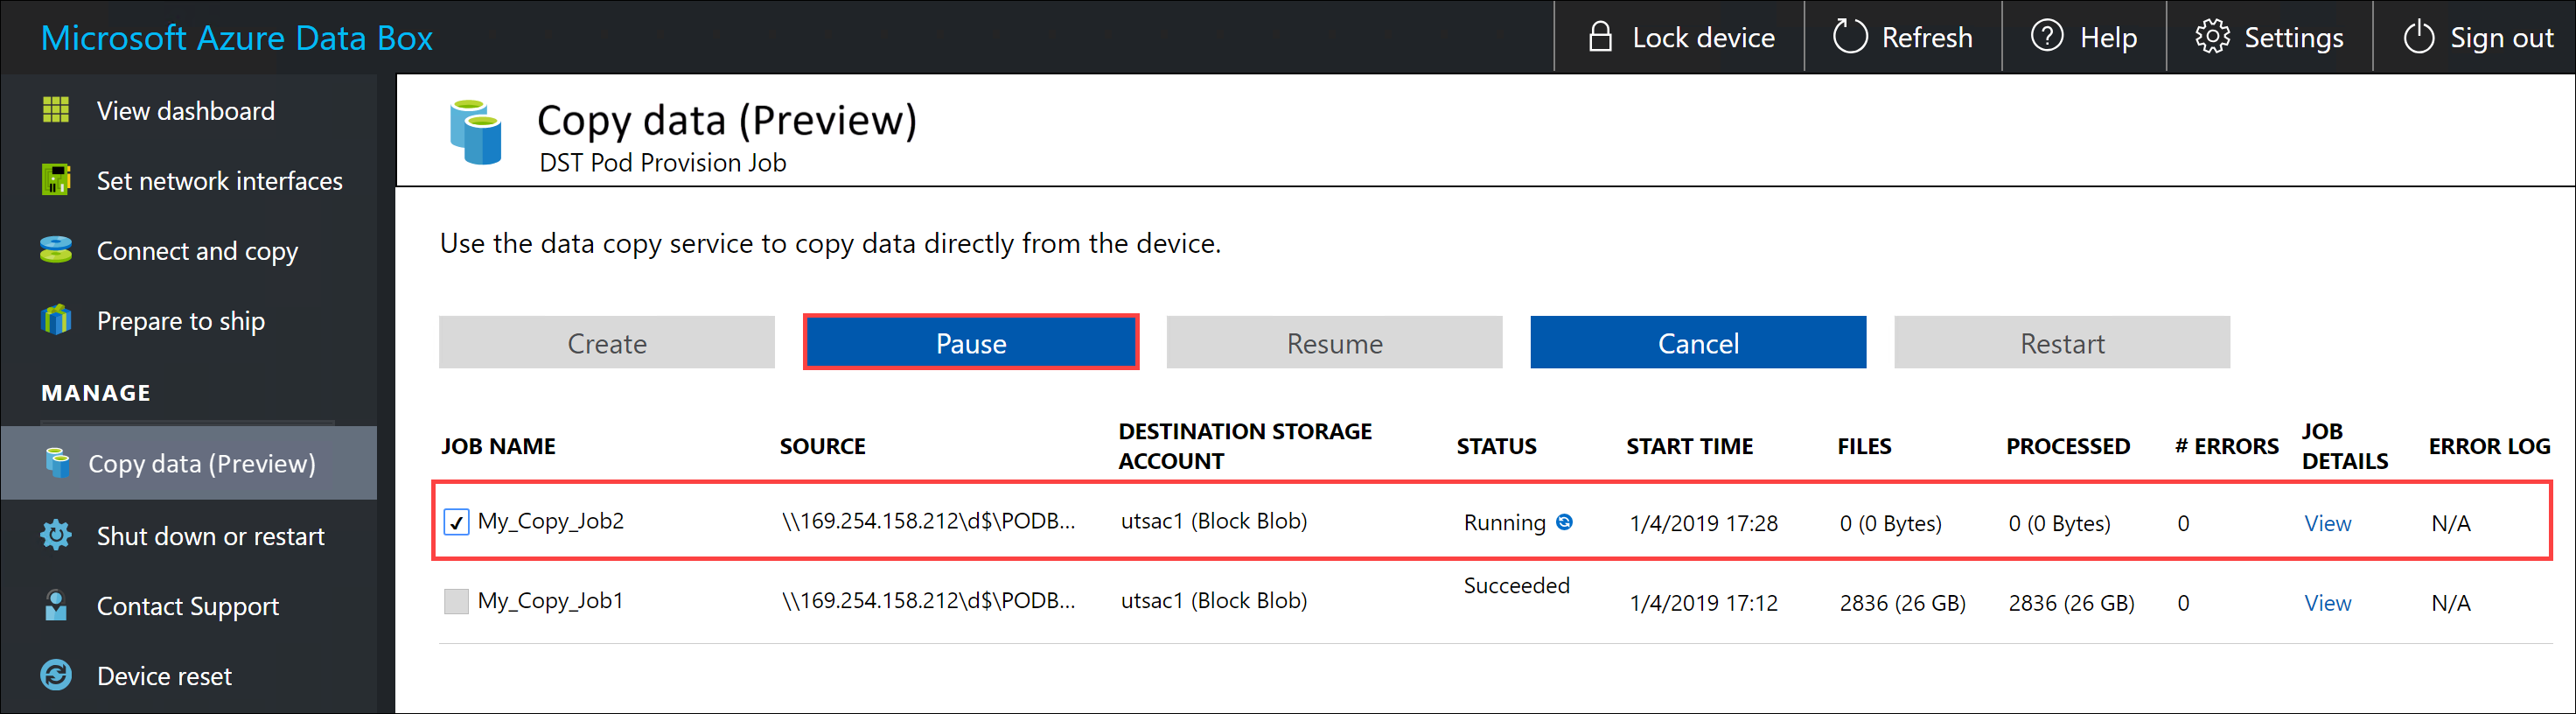 Microsoft Azure Data Box
Lock device
Refresh
Help
Settings
Sign out
View dashboard
Set network interfaces
Connect and copy
Prepare to ship
MANAGE
Copy data (Preview)
Shut down or restart
Contact Support
Device reset
Copy data (Preview)
DST Pod Provision Job
Use the data copy service to copy data directly from the device.
Create
Pause
Resume
Cancel
Restart
JOB NAME
SOURCE
DESTINATION STORAGE
ACCOUNT
STATUS
START TIME
FILES
PROCESSED
# ERRORS
JOB
DETAILS
ERROR LOG
My_Copy_Job2
\\169.254.158.212\d$\PODB...
utsac1 (Block Blob)
Running
1/4/2019 17:28
0 (0 Bytes)
0 (0 Bytes)
0
View
N/A
My_Copy_Job1
\\169.254.158.212\d$\PODB...
utsac1 (Block Blob)
Succeeded
1/4/2019 17:12
2836 (26 GB)
2836 (26 GB)
0
View
N/A